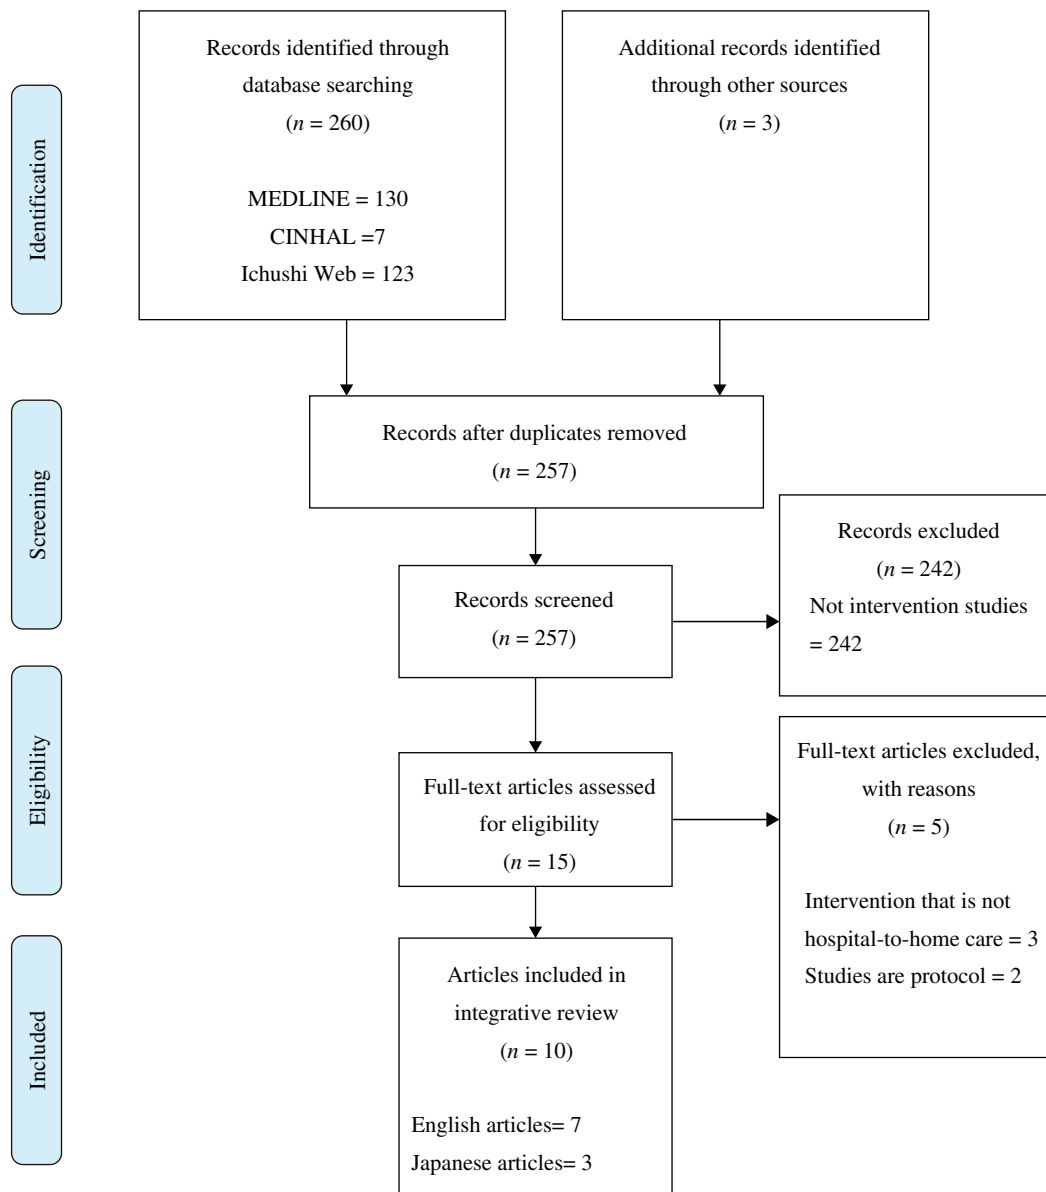 Identification
Records identified through
database searching
(n = 260)
MEDLINE = 130
CINHAL =7
Ichushi Web = 123
Additional records identified
through other sources
(n = 3)
Screening
Records after duplicates removed
(n = 257)
Records screened
(n = 257)
Records excluded
(n = 242)
Not intervention studies
= 242
Eligibility
Full-text articles assessed
for eligibility
(n = 15)
Full-text articles excluded,
with reasons
(n = 5)
Intervention that is not
hospital-to-home care = 3
Studies are protocol = 2
Included
Articles included in
integrative review
(n = 10)
English articles= 7
Japanese articles= 3